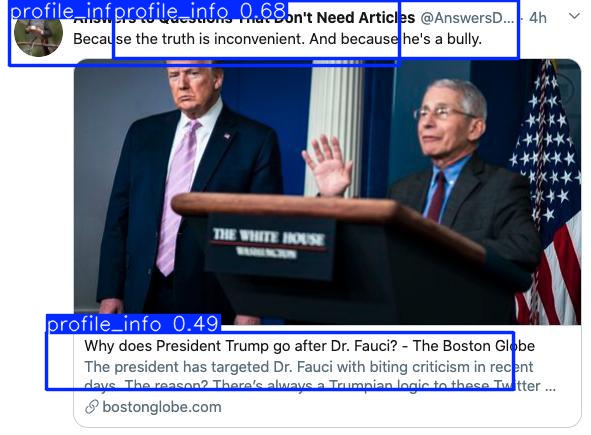 profile_infprofile_info 0.68
Answers to Questions That Don't Need Articles @AnswersD... · 4h
Because the truth is inconvenient. And because he's a bully.
THE WHITE HOUSE
WASHINGTON
profile_info 0.49
Why does President Trump go after Dr. Fauci? - The Boston Globe
The president has targeted Dr. Fauci with biting criticism in recent
days. The reason? There's always a Trumpian logic to these Twitter ...
bostonglobe.com